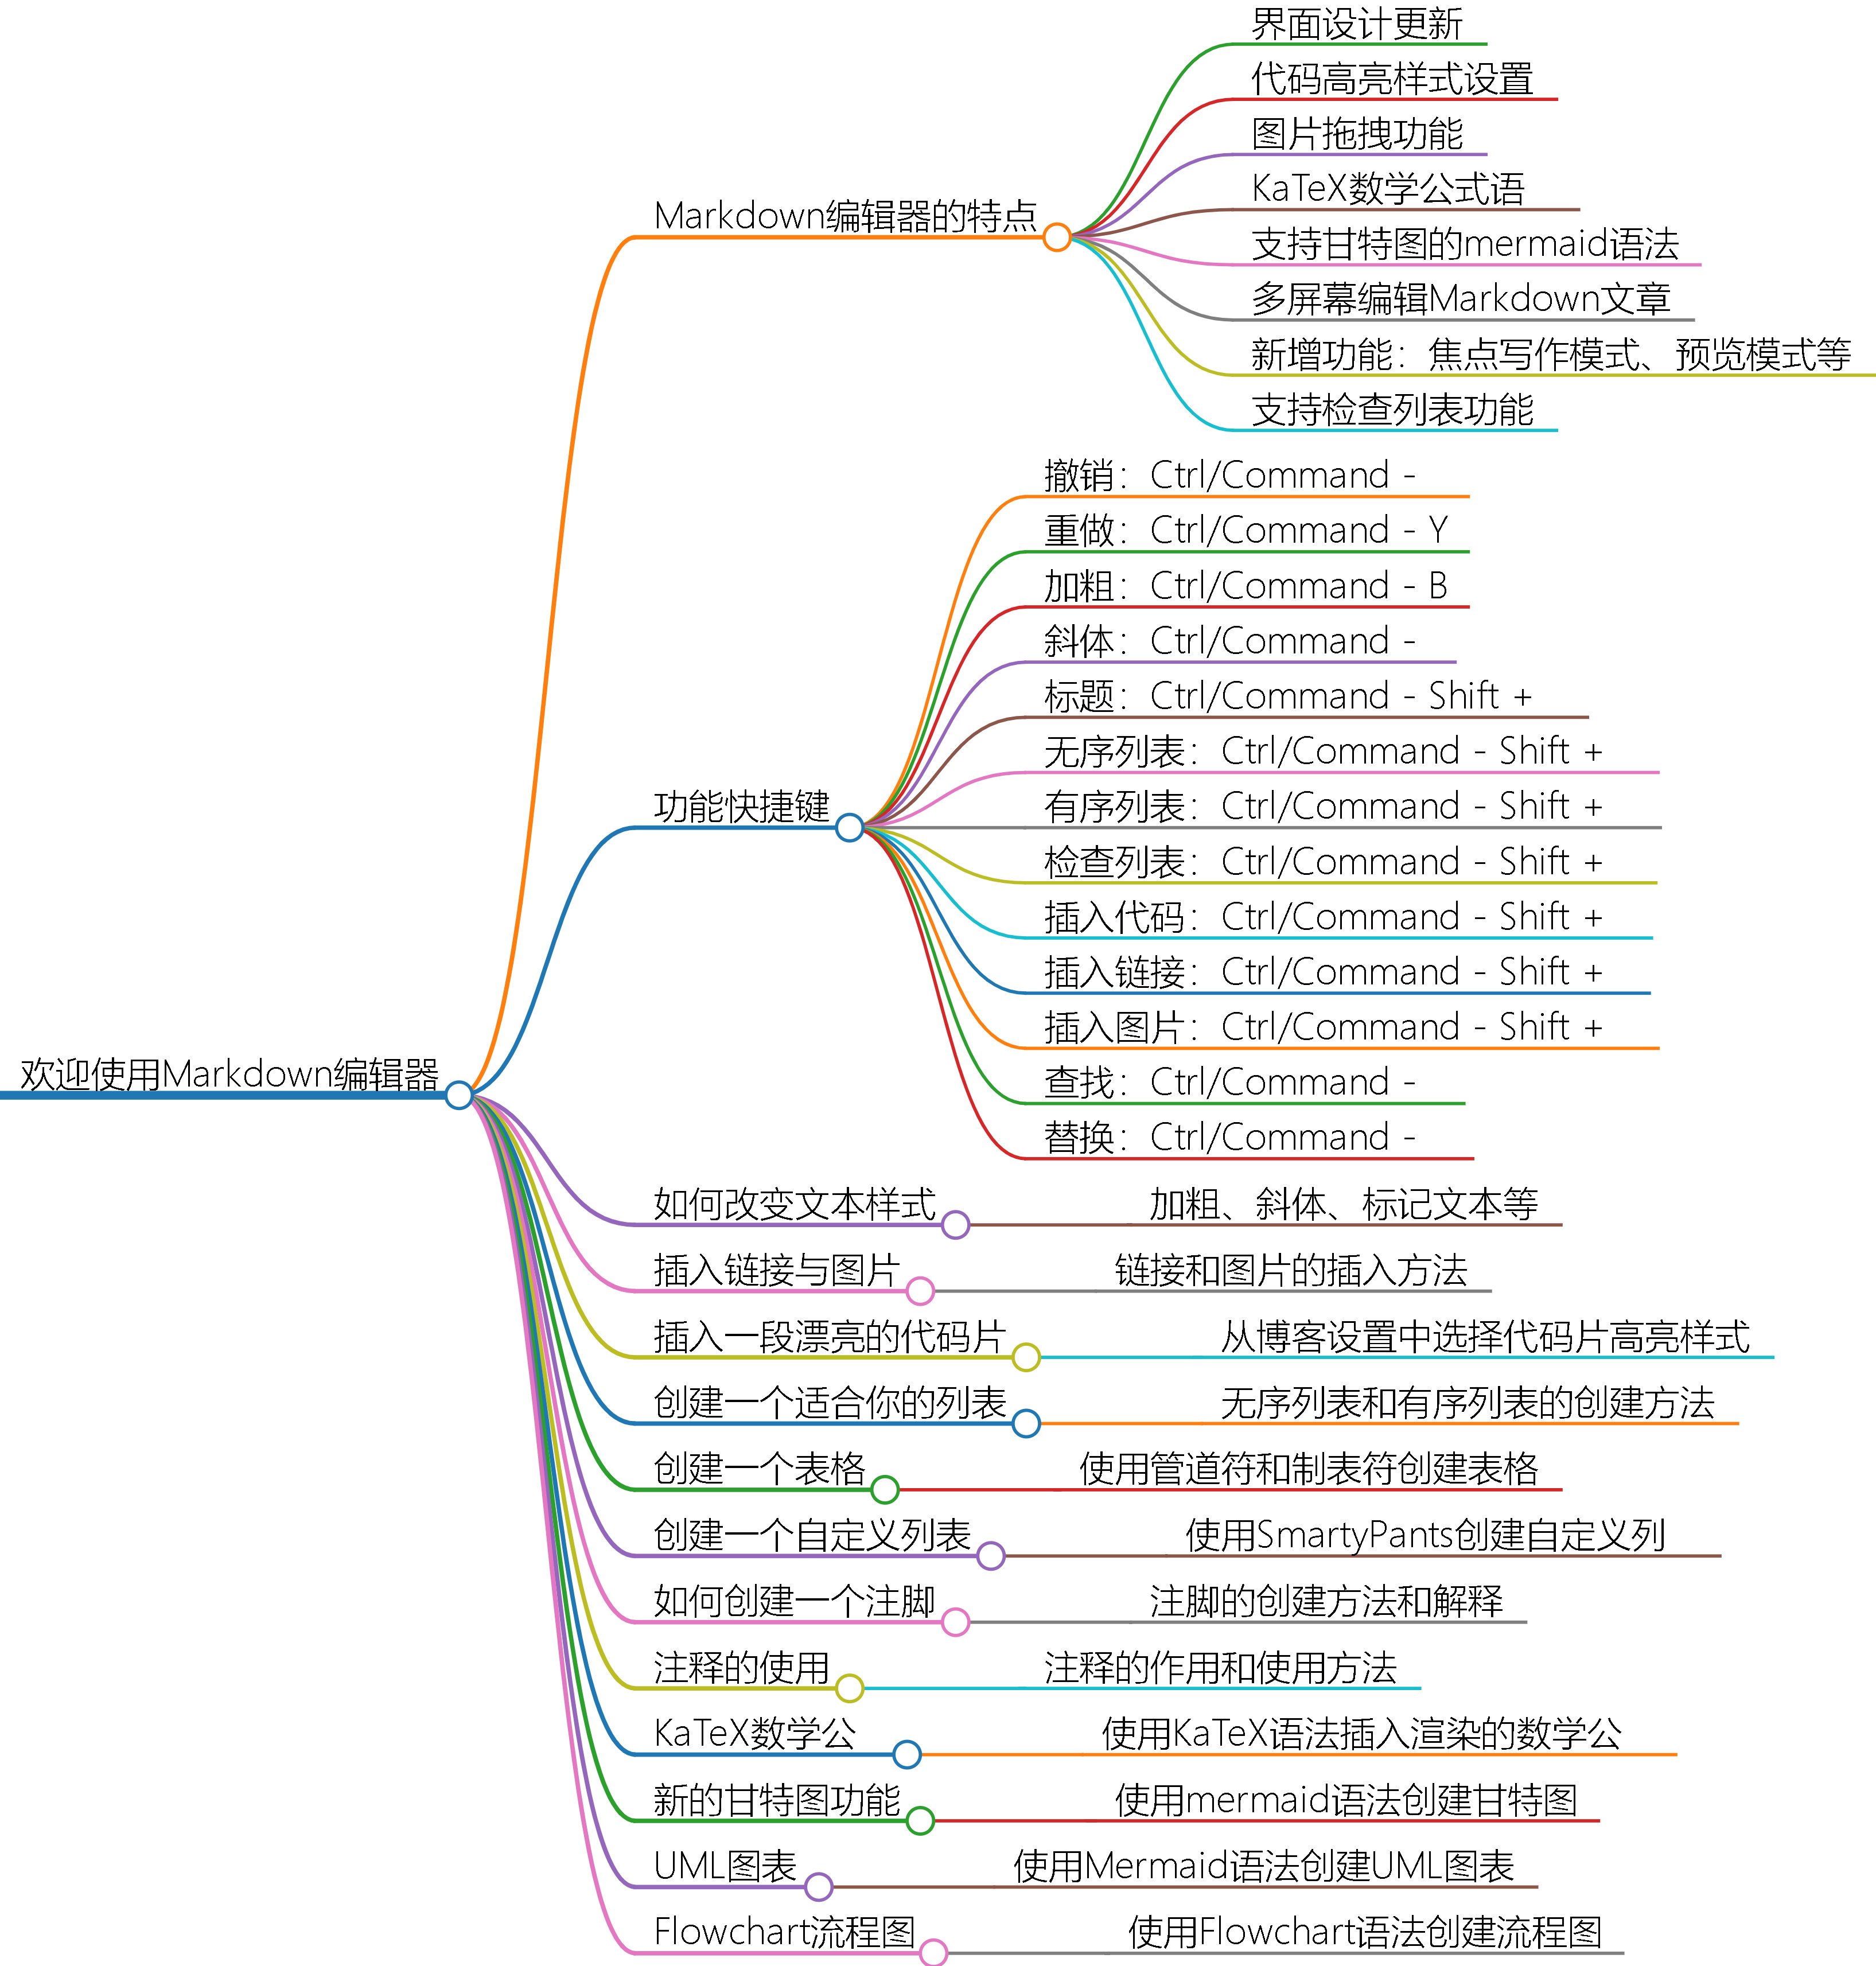 欢迎使用Markdown编辑器
Markdown编辑器的特点
界面设计更新
代码高亮样式设置
图片拖拽功能
KaTeX数学公式语
支持甘特图的mermaid语法
多屏幕编辑Markdown文章
新增功能：焦点写作模式、预览模式等
支持检查列表功能
功能快捷键
撤销：Ctrl/Command -
重做：Ctrl/Command - Y
加粗：Ctrl/Command - B
斜体：Ctrl/Command -
标题：Ctrl/Command - Shift +
无序列表：Ctrl/Command - Shift +
有序列表：Ctrl/Command - Shift +
检查列表：Ctrl/Command - Shift +
插入代码：Ctrl/Command - Shift +
插入链接：Ctrl/Command - Shift +
插入图片：Ctrl/Command - Shift +
查找：Ctrl/Command -
替换：Ctrl/Command -
如何改变文本样式
加粗、斜体、标记文本等
插入链接与图片
链接和图片的插入方法
插入一段漂亮的代码片
从博客设置中选择代码片高亮样式
创建一个适合你的列表
无序列表和有序列表的创建方法
创建一个表格
使用管道符和制表符创建表格
创建一个自定义列表
使用SmartyPants创建自定义列
如何创建一个注脚
注脚的创建方法和解释
注释的使用
注释的作用和使用方法
KaTeX数学公
使用KaTeX语法插入渲染的数学公
新的甘特图功能
使用mermaid语法创建甘特图
UML图表
使用Mermaid语法创建UML图表
Flowchart流程图
使用Flowchart语法创建流程图